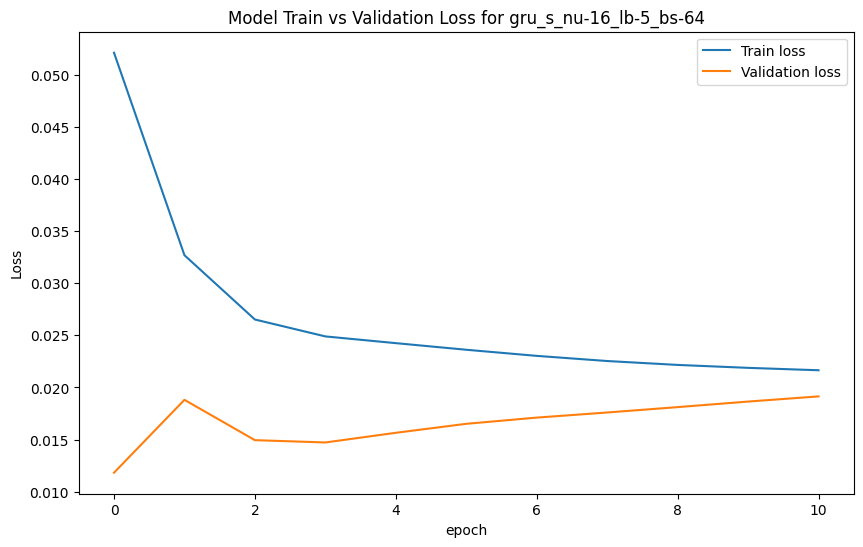 Model Train vs Validation Loss for gru_s_nu-16_lb-5_bs-64
Train loss
Validation loss
0.050
0.045
0.040
0.035
0.030
0.025
0.020
0.015
0.010
Loss
0 2 4 6 8 10
epoch